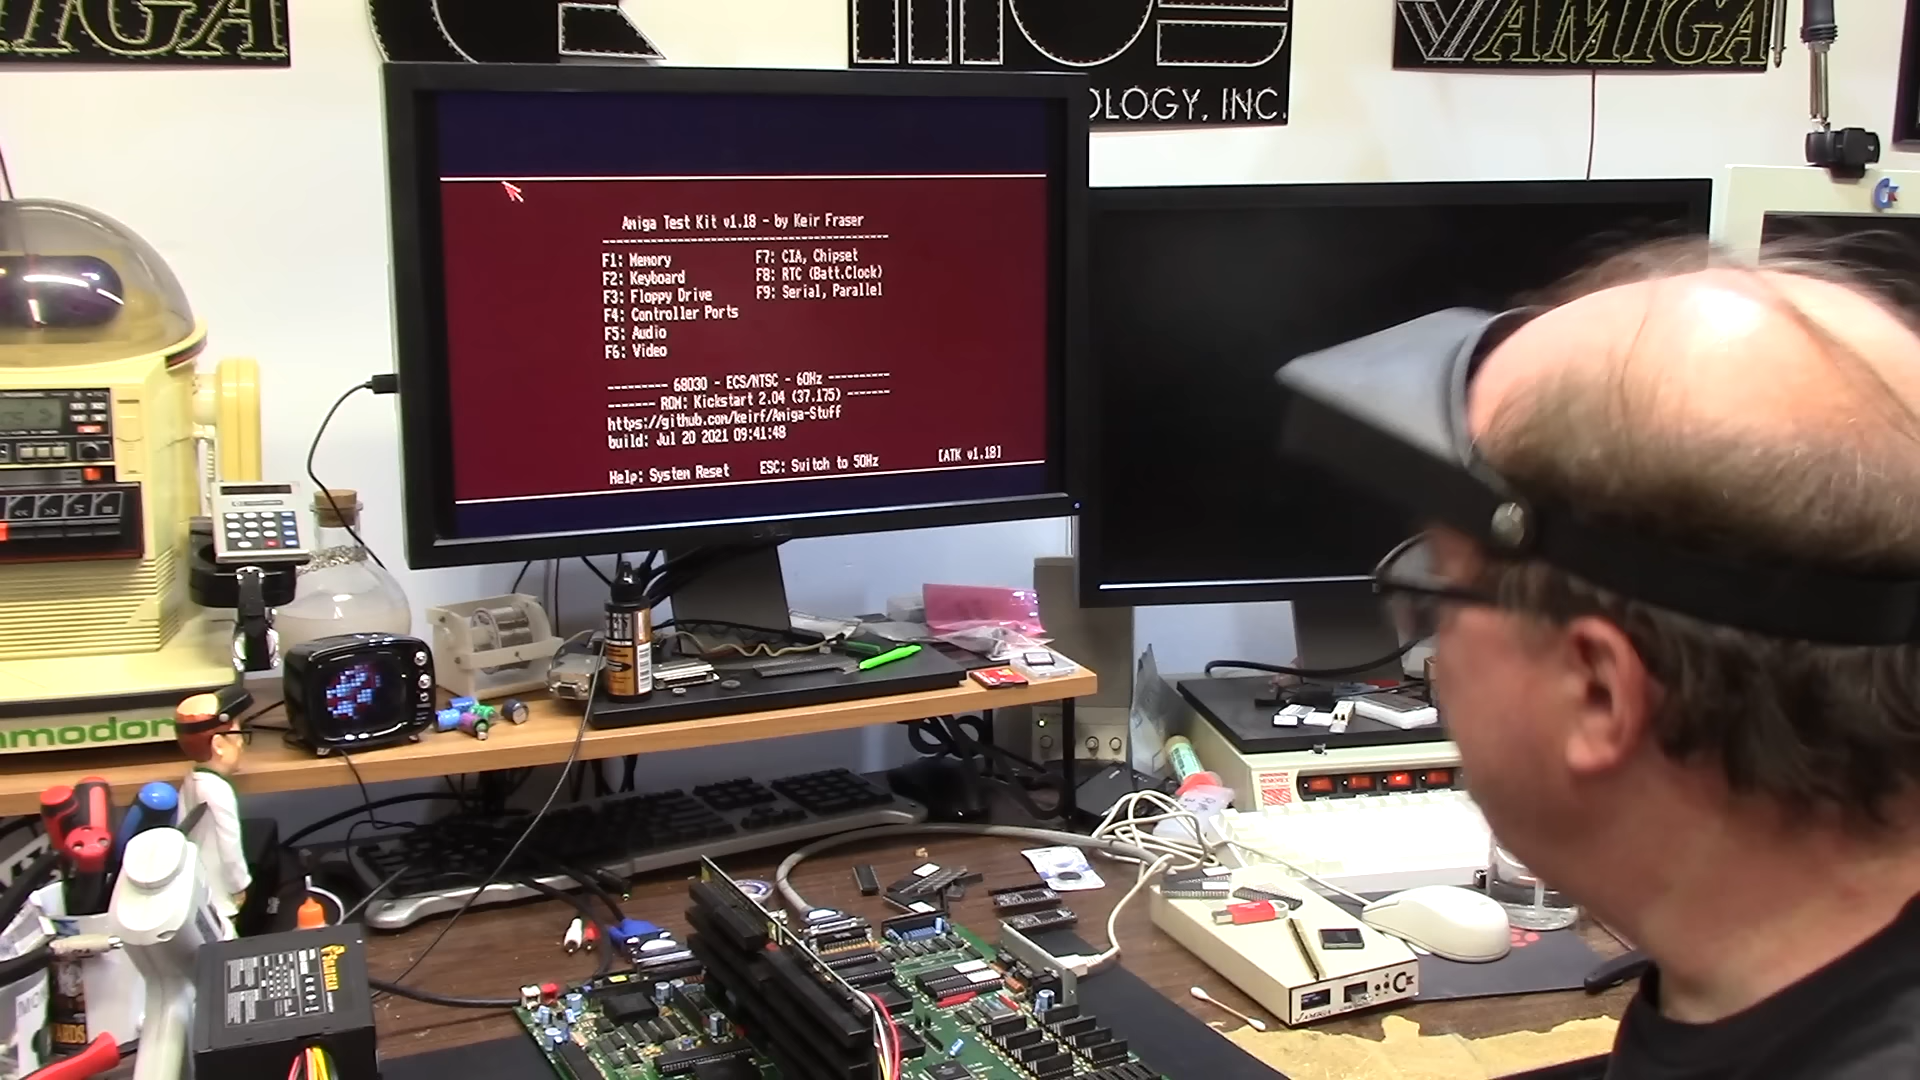 AMIGA
OLOGY, INC.
Amiga Test Kit v1.18 - by Keir Fraser
F1: Memory
F2: Keyboard
F3: Floppy Drive
F4: Controller Ports
F5: Audio
F6: Video
F7: CIA, Chipset
F8: RTC (Batt.Clock)
F9: Serial, Parallel
--------- 68030 - ECS/NTSC - 60Hz ---------
------- ROM: Kickstart 2.04 (37.175) ------
https://github.com/keirf/Amiga-Stuff
build: Jul 20 2021 09:41:48
Help: System Reset
ESC: Switch to 50Hz
[ATK v1.18]
mmodor
AMIGA